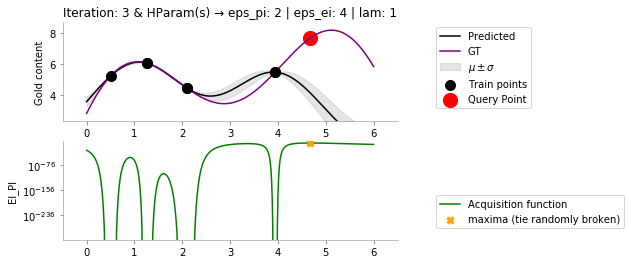 Iteration: 3 & HParam(s) → eps_pi: 2 | eps_ei: 4 | lam: 1
Gold content
8
6
4
0 1 2 3 4 5 6
Predicted
GT
μ ± σ
Train points
Query Point
EI_PI
10^{-76}
10^{-156}
10^{-236}
0 1 2 3 4 5 6
Acquisition function
maxima (tie randomly broken)